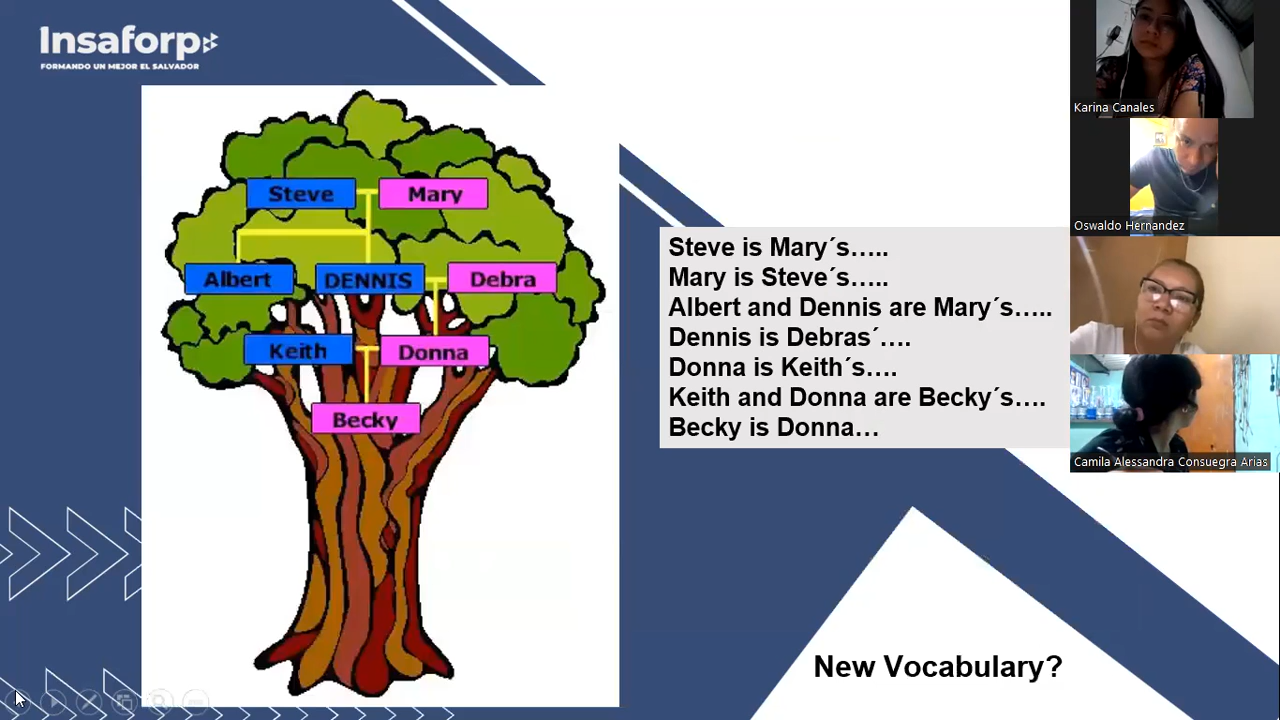 Insaforp
FORMANDO UN MEJOR EL SALVADOR
Steve
Mary
Albert
DENNIS
Debra
Keith
Donna
Becky
Steve is Mary´s…..
Mary is Steve´s…..
Albert and Dennis are Mary´s…..
Dennis is Debras´….
Donna is Keith´s….
Keith and Donna are Becky´s….
Becky is Donna…
New Vocabulary?
Karina Canales
Oswaldo Hernandez
Camila Alessandra Consuegra Arias